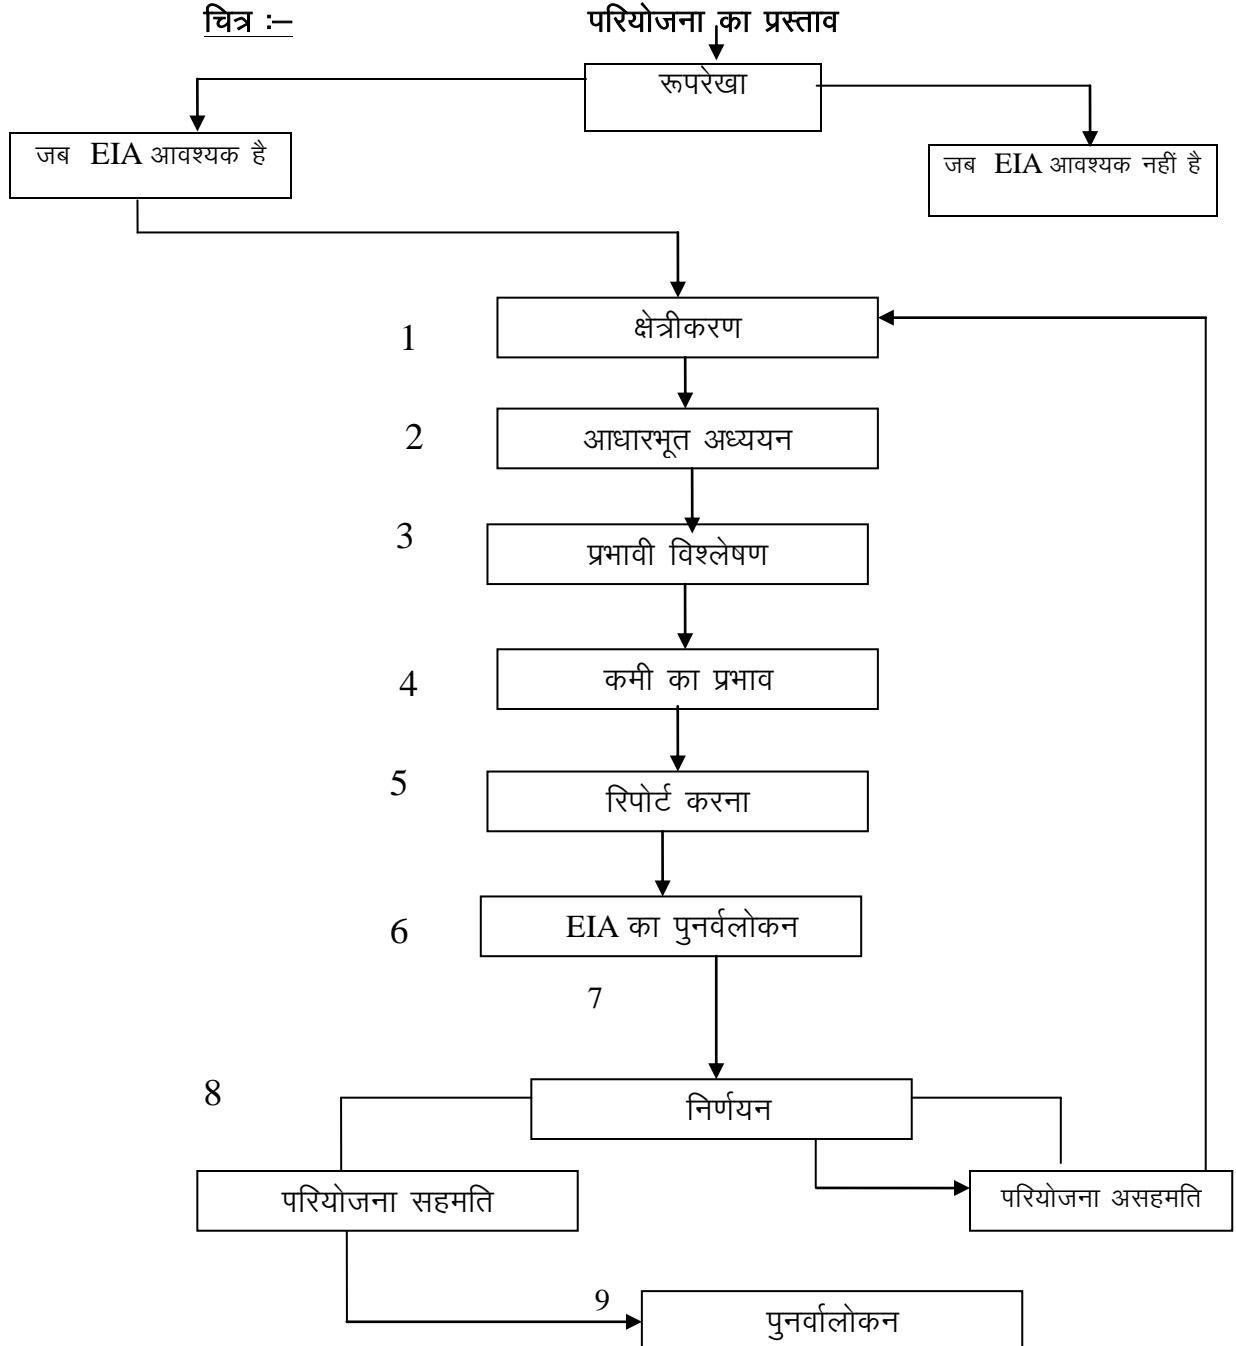 चित्र :–
परियोजना का प्रस्ताव
रूपरेखा
जब EIA आवश्यक है
जब EIA आवश्यक नहीं है
1
क्षेत्रीकरण
2
आधारभूत अध्ययन
3
प्रभावी विश्लेषण
4
कमी का प्रभाव
5
रिपोर्ट करना
6
EIA का पुनर्वलोकन
7
8
निर्णयन
परियोजना सहमति
परियोजना असहमति
9
पुनर्वालोकन